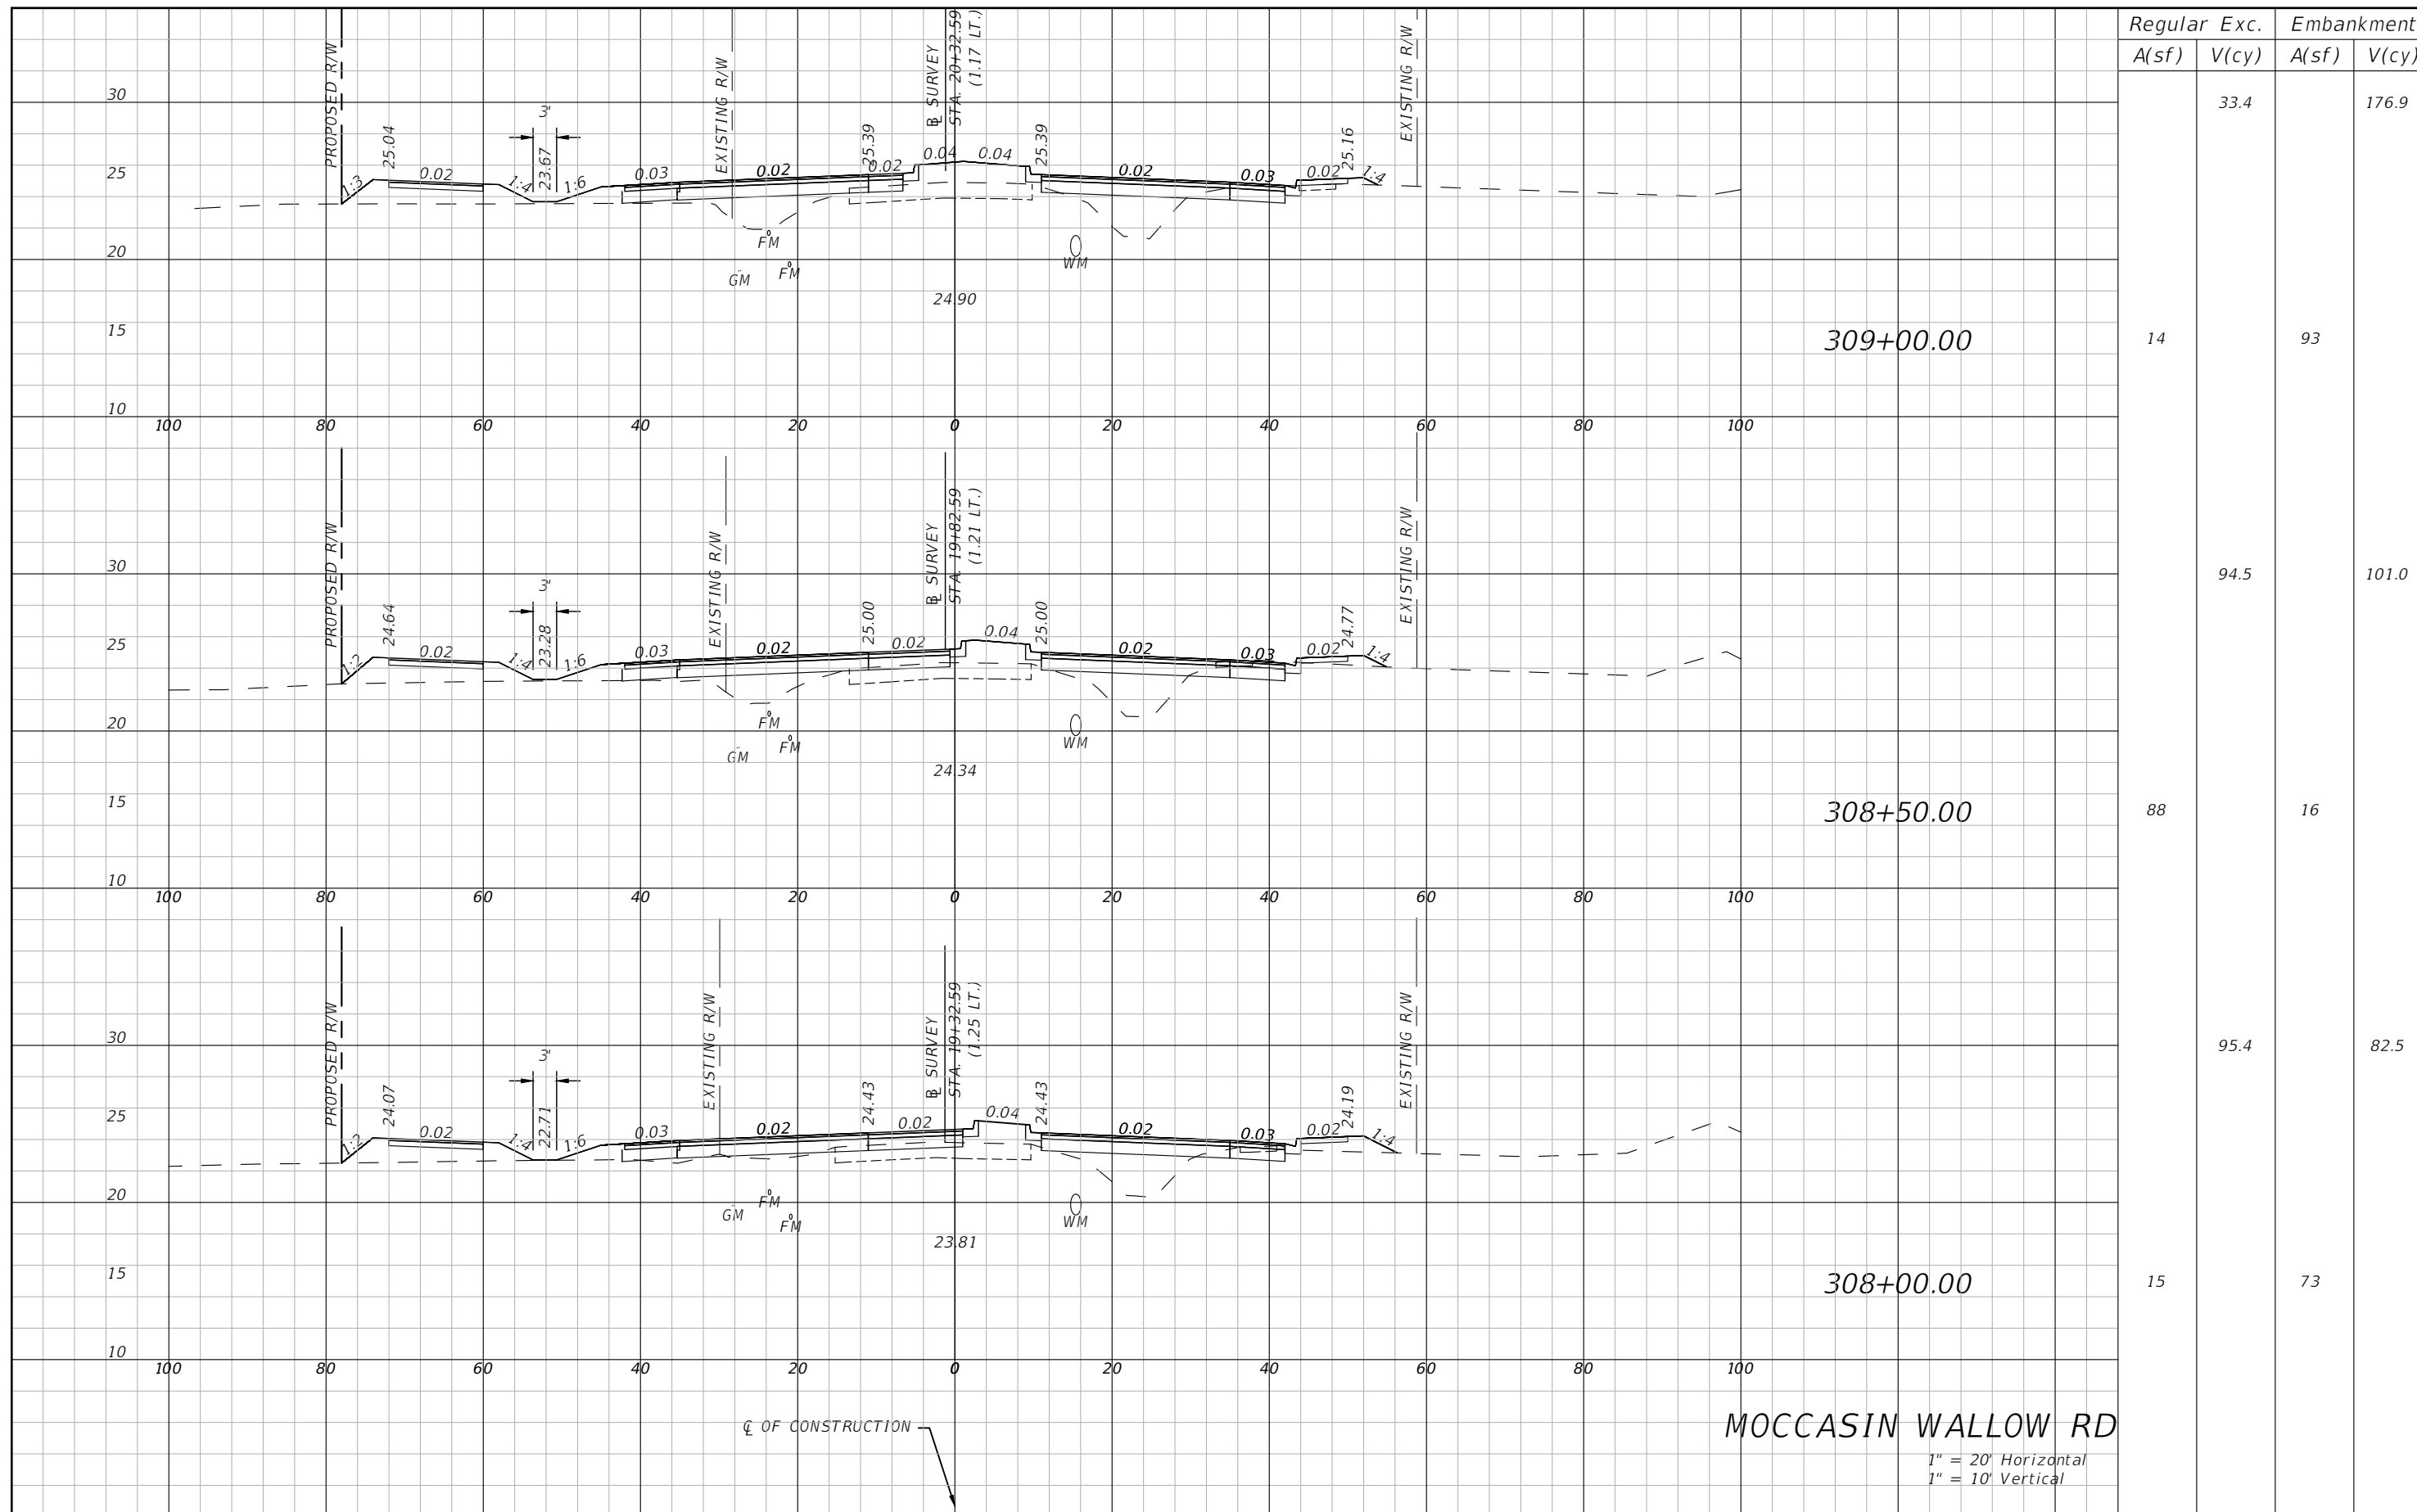 Regular Exc. Embankment
A(sf) V(cy) A(sf) V(cy)
33.4 176.9
PROPOSED R/W
25.04
3'
23.67
EXISTING R/W
25.39
℄ SURVEY
STA. 20+32.59
(1.17 LT.)
25.39
25.16
EXISTING R/W
30
25
20
15
10
1:3 0.02 1:4 1:6 0.03 0.02 0.02 0.04 0.04 0.02 0.03 0.02 1:4
FM
GM FM
WM
24.90
309+00.00 14 93
100 80 60 40 20 0 20 40 60 80 100
PROPOSED R/W
24.64
3'
23.28
EXISTING R/W
25.00
℄ SURVEY
STA. 19+82.59
(1.21 LT.)
25.00
24.77
EXISTING R/W
94.5 101.0
30
25
20
15
10
1:2 0.02 1:4 1:6 0.03 0.02 0.02 0.04 0.02 0.03 0.02 1:4
FM
GM FM
WM
24.34
308+50.00 88 16
100 80 60 40 20 0 20 40 60 80 100
PROPOSED R/W
24.07
3'
22.71
EXISTING R/W
24.43
℄ SURVEY
STA. 19+32.59
(1.25 LT.)
24.43
24.19
EXISTING R/W
95.4 82.5
30
25
20
15
10
1:2 0.02 1:4 1:6 0.03 0.02 0.02 0.04 0.02 0.03 0.02 1:4
FM
GM FM
WM
23.81
308+00.00 15 73
100 80 60 40 20 0 20 40 60 80 100
℄ OF CONSTRUCTION
MOCCASIN WALLOW RD
1" = 20' Horizontal
1" = 10' Vertical